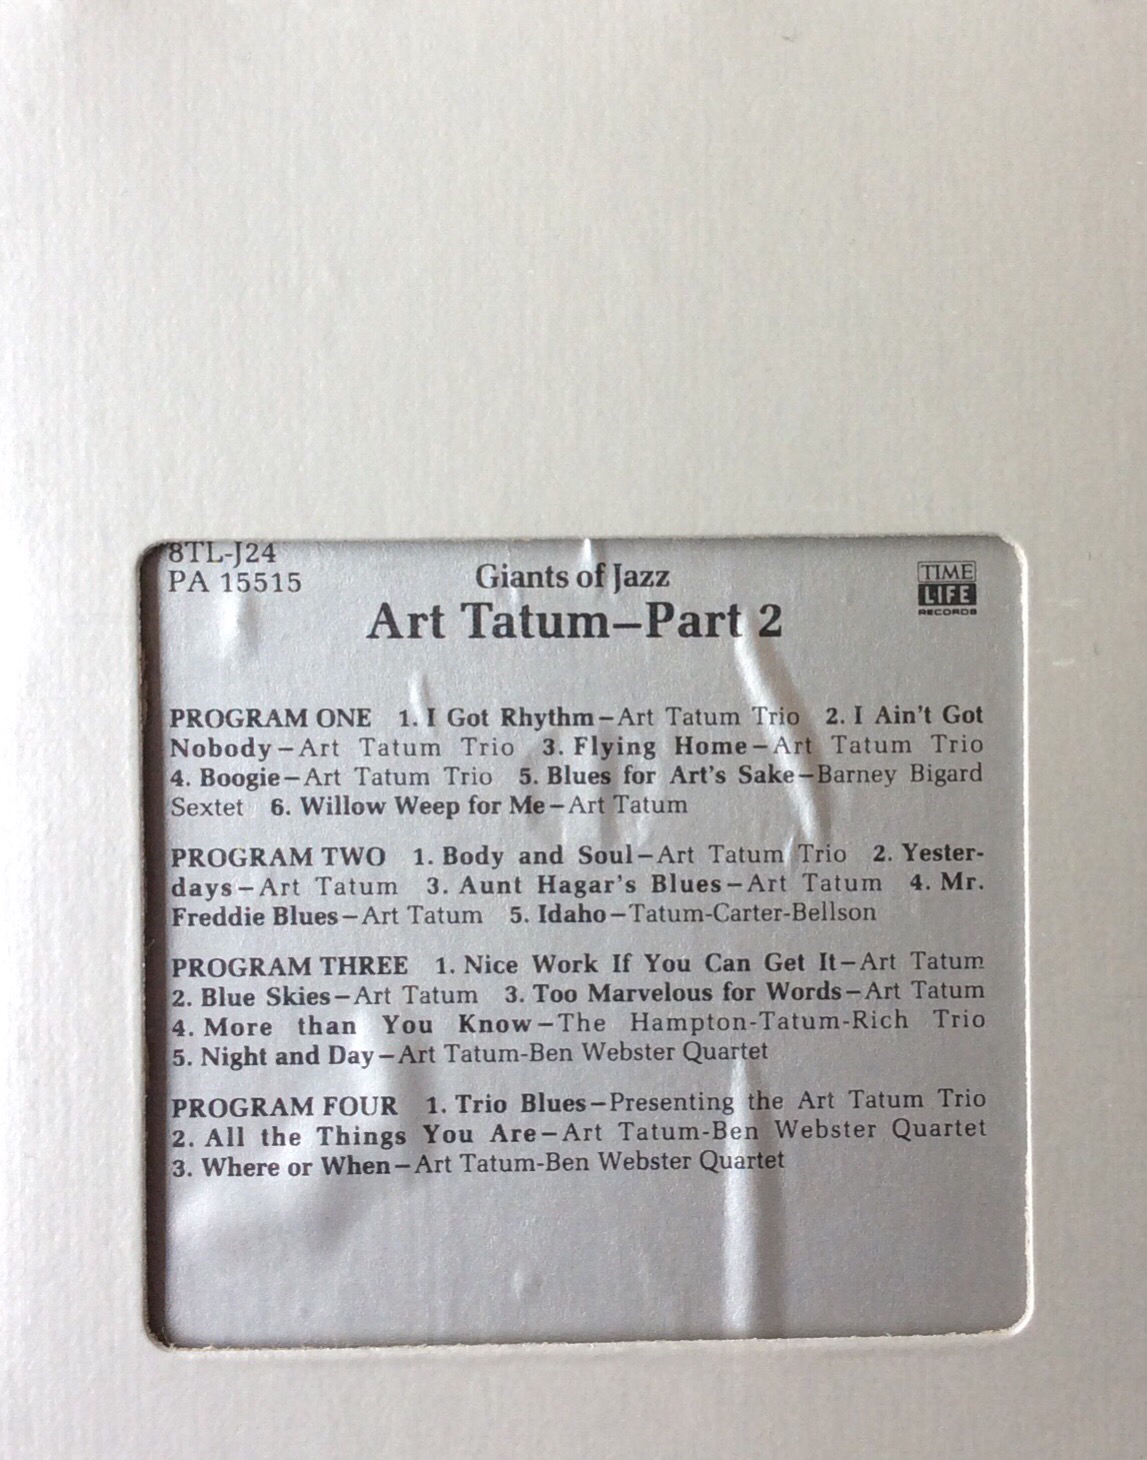 8TL-J24
PA 15515
Giants of Jazz
Art Tatum–Part 2
TIME
LIFE
RECORDS
PROGRAM ONE 1. I Got Rhythm–Art Tatum Trio 2. I Ain't Got
Nobody–Art Tatum Trio 3. Flying Home–Art Tatum Trio
4. Boogie–Art Tatum Trio 5. Blues for Art's Sake–Barney Bigard
Sextet 6. Willow Weep for Me–Art Tatum
PROGRAM TWO 1. Body and Soul–Art Tatum Trio 2. Yester-
days–Art Tatum 3. Aunt Hagar's Blues–Art Tatum 4. Mr.
Freddie Blues–Art Tatum 5. Idaho–Tatum-Carter-Bellson
PROGRAM THREE 1. Nice Work If You Can Get It–Art Tatum
2. Blue Skies–Art Tatum 3. Too Marvelous for Words–Art Tatum
4. More than You Know–The Hampton-Tatum-Rich Trio
5. Night and Day–Art Tatum-Ben Webster Quartet
PROGRAM FOUR 1. Trio Blues–Presenting the Art Tatum Trio
2. All the Things You Are–Art Tatum-Ben Webster Quartet
3. Where or When–Art Tatum-Ben Webster Quartet